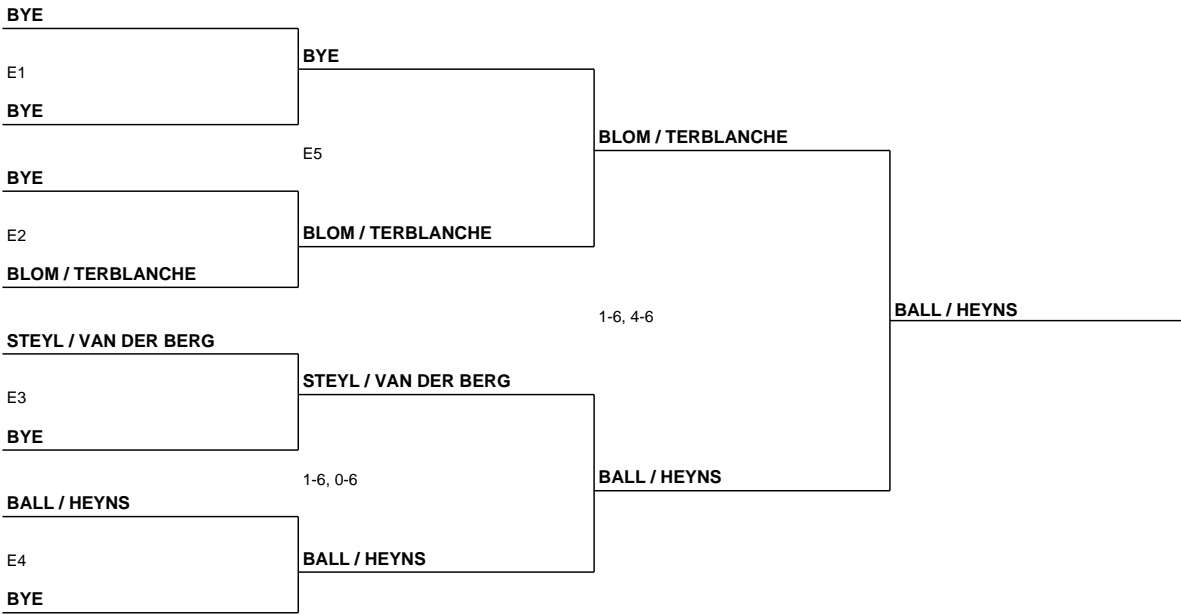 BYE
E1
BYE
BYE
E2
BLOM / TERBLANCHE
STEYL / VAN DER BERG
E3
BYE
BALL / HEYNS
E4
BYE
BYE
E5
BLOM / TERBLANCHE
STEYL / VAN DER BERG
1-6, 0-6
BALL / HEYNS
BLOM / TERBLANCHE
1-6, 4-6
BALL / HEYNS
BALL / HEYNS